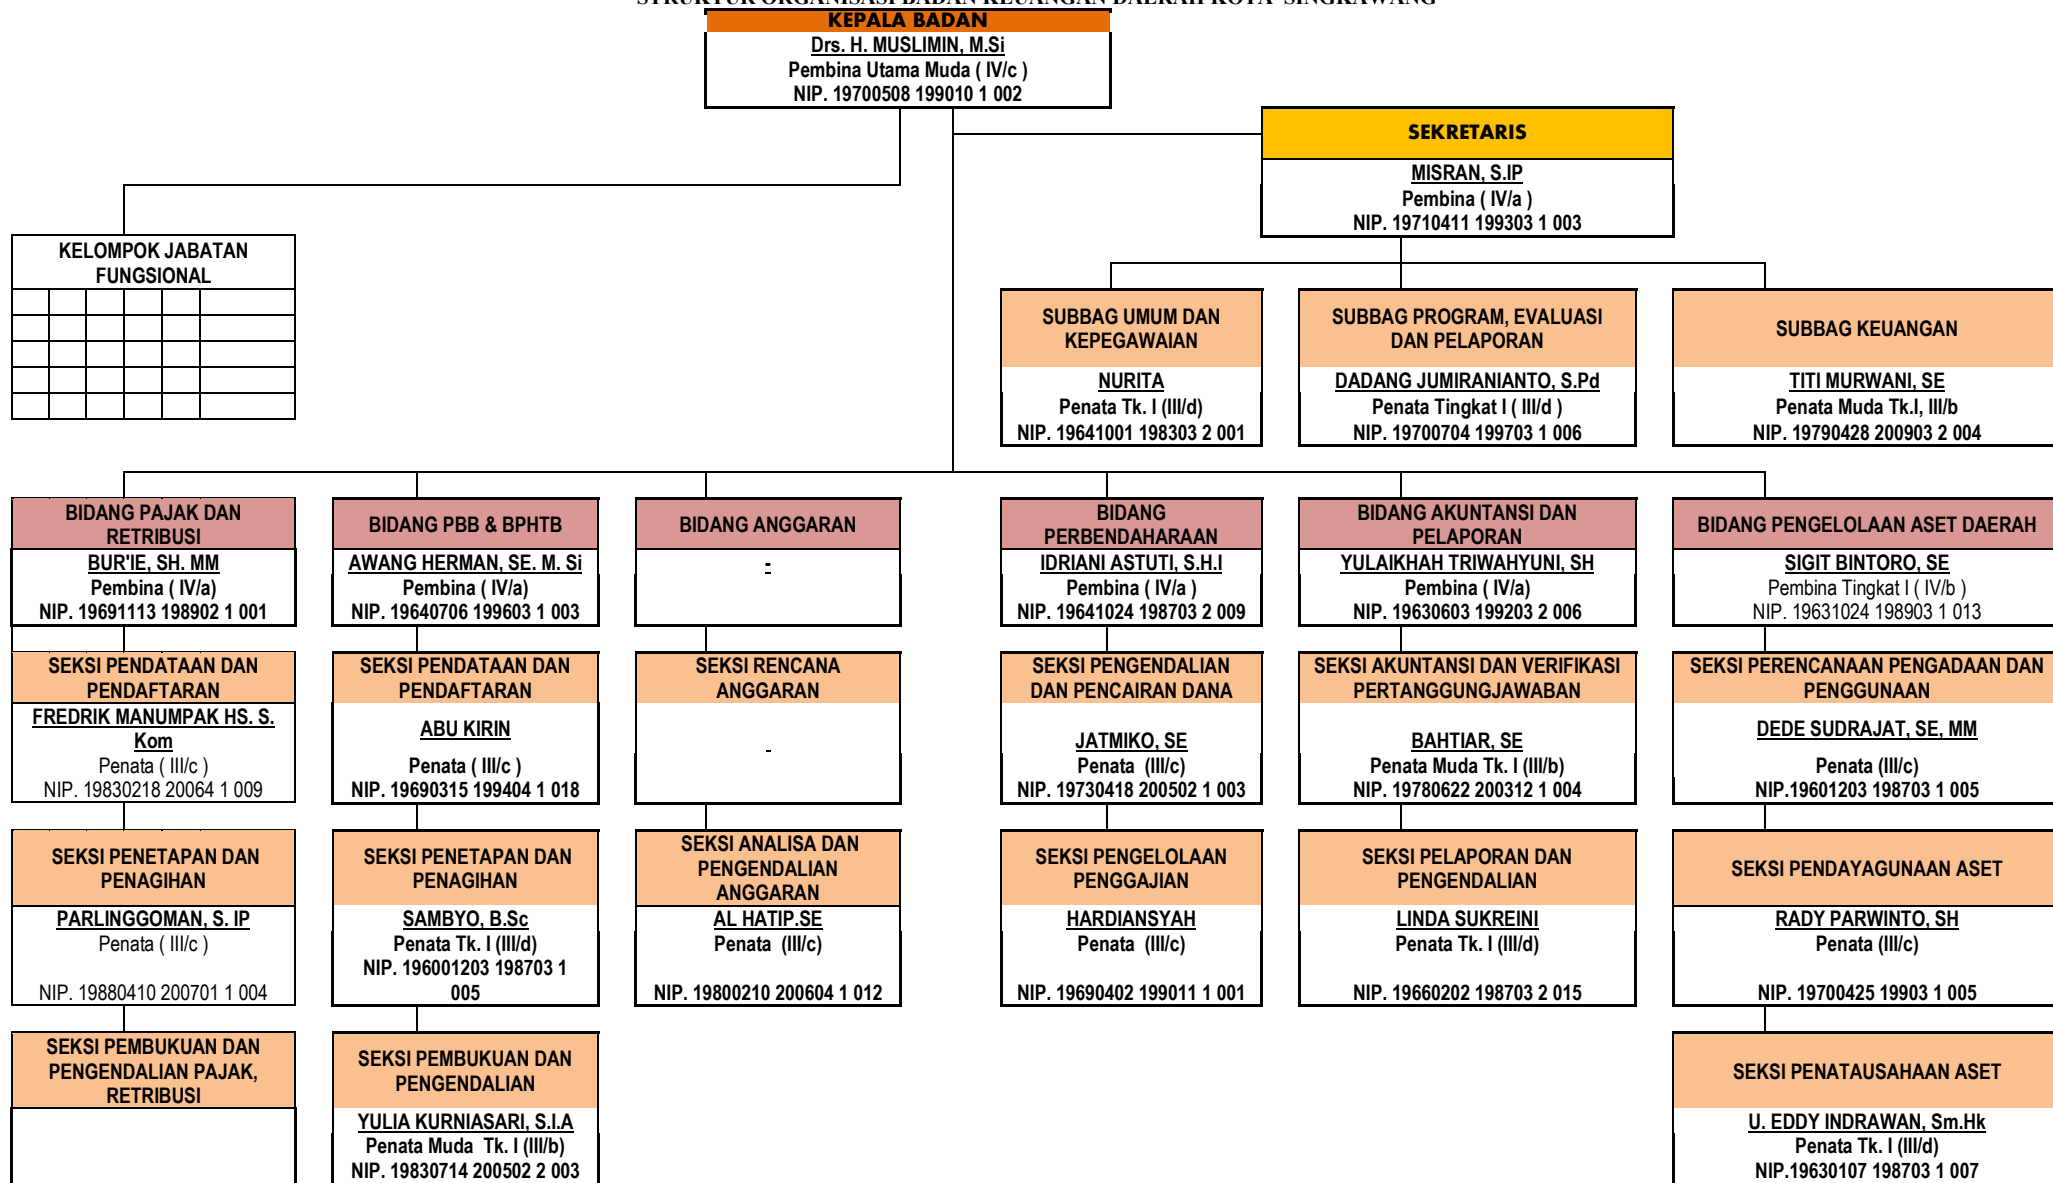 STRUKTUR ORGANISASI BADAN KEUANGAN DAERAH KOTA SINGKAWANG
KEPALA BADAN
Drs. H. MUSLIMIN, M.Si
Pembina Utama Muda ( IV/c )
NIP. 19700508 199010 1 002
SEKRETARIS
MISRAN, S.IP
Pembina ( IV/a )
NIP. 19710411 199303 1 003
KELOMPOK JABATAN
FUNGSIONAL
SUBBAG UMUM DAN
KEPEGAWAIAN
NURITA
Penata Tk. I (III/d)
NIP. 19641001 198303 2 001
SUBBAG PROGRAM, EVALUASI
DAN PELAPORAN
DADANG JUMIRANIANTO, S.Pd
Penata Tingkat I ( III/d )
NIP. 19700704 199703 1 006
SUBBAG KEUANGAN
TITI MURWANI, SE
Penata Muda Tk.I, III/b
NIP. 19790428 200903 2 004
BIDANG PAJAK DAN
RETRIBUSI
BUR'IE, SH. MM
Pembina ( IV/a)
NIP. 19691113 198902 1 001
BIDANG PBB & BPHTB
AWANG HERMAN, SE. M. Si
Pembina ( IV/a)
NIP. 19640706 199603 1 003
BIDANG ANGGARAN
-
BIDANG
PERBENDAHARAAN
IDRIANI ASTUTI, S.H.I
Pembina ( IV/a )
NIP. 19641024 198703 2 009
BIDANG AKUNTANSI DAN
PELAPORAN
YULAIKHAH TRIWAHYUNI, SH
Pembina ( IV/a)
NIP. 19630603 199203 2 006
BIDANG PENGELOLAAN ASET DAERAH
SIGIT BINTORO, SE
Pembina Tingkat I ( IV/b )
NIP. 19631024 198903 1 013
SEKSI PENDATAAN DAN
PENDAFTARAN
FREDRIK MANUMPAK HS. S.
Kom
Penata ( III/c )
NIP. 19830218 20064 1 009
SEKSI PENDATAAN DAN
PENDAFTARAN
ABU KIRIN
Penata ( III/c )
NIP. 19690315 199404 1 018
SEKSI RENCANA
ANGGARAN
-
SEKSI PENGENDALIAN
DAN PENCAIRAN DANA
JATMIKO, SE
Penata (III/c)
NIP. 19730418 200502 1 003
SEKSI AKUNTANSI DAN VERIFIKASI
PERTANGGUNGJAWABAN
BAHTIAR, SE
Penata Muda Tk. I (III/b)
NIP. 19780622 200312 1 004
SEKSI PERENCANAAN PENGADAAN DAN
PENGGUNAAN
DEDE SUDRAJAT, SE, MM
Penata (III/c)
NIP.19601203 198703 1 005
SEKSI PENETAPAN DAN
PENAGIHAN
PARLINGGOMAN, S. IP
Penata ( III/c )
NIP. 19880410 200701 1 004
SEKSI PENETAPAN DAN
PENAGIHAN
SAMBYO, B.Sc
Penata Tk. I (III/d)
NIP. 196001203 198703 1
005
SEKSI ANALISA DAN
PENGENDALIAN
ANGGARAN
AL HATIP.SE
Penata (III/c)
NIP. 19800210 200604 1 012
SEKSI PENGELOLAAN
PENGGAJIAN
HARDIANSYAH
Penata (III/c)
NIP. 19690402 199011 1 001
SEKSI PELAPORAN DAN
PENGENDALIAN
LINDA SUKREINI
Penata Tk. I (III/d)
NIP. 19660202 198703 2 015
SEKSI PENDAYAGUNAAN ASET
RADY PARWINTO, SH
Penata (III/c)
NIP. 19700425 19903 1 005
SEKSI PEMBUKUAN DAN
PENGENDALIAN PAJAK,
RETRIBUSI
SEKSI PEMBUKUAN DAN
PENGENDALIAN
YULIA KURNIASARI, S.I.A
Penata Muda Tk. I (III/b)
NIP. 19830714 200502 2 003
SEKSI PENATAUSAHAAN ASET
U. EDDY INDRAWAN, Sm.Hk
Penata Tk. I (III/d)
NIP.19630107 198703 1 007